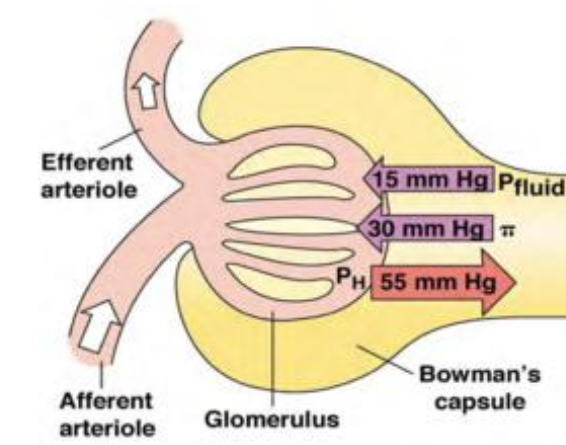 Efferent
arteriole
15 mm Hg Pfluid
30 mm Hg π
PH 55 mm Hg
Bowman's
capsule
Afferent
arteriole
Glomerulus